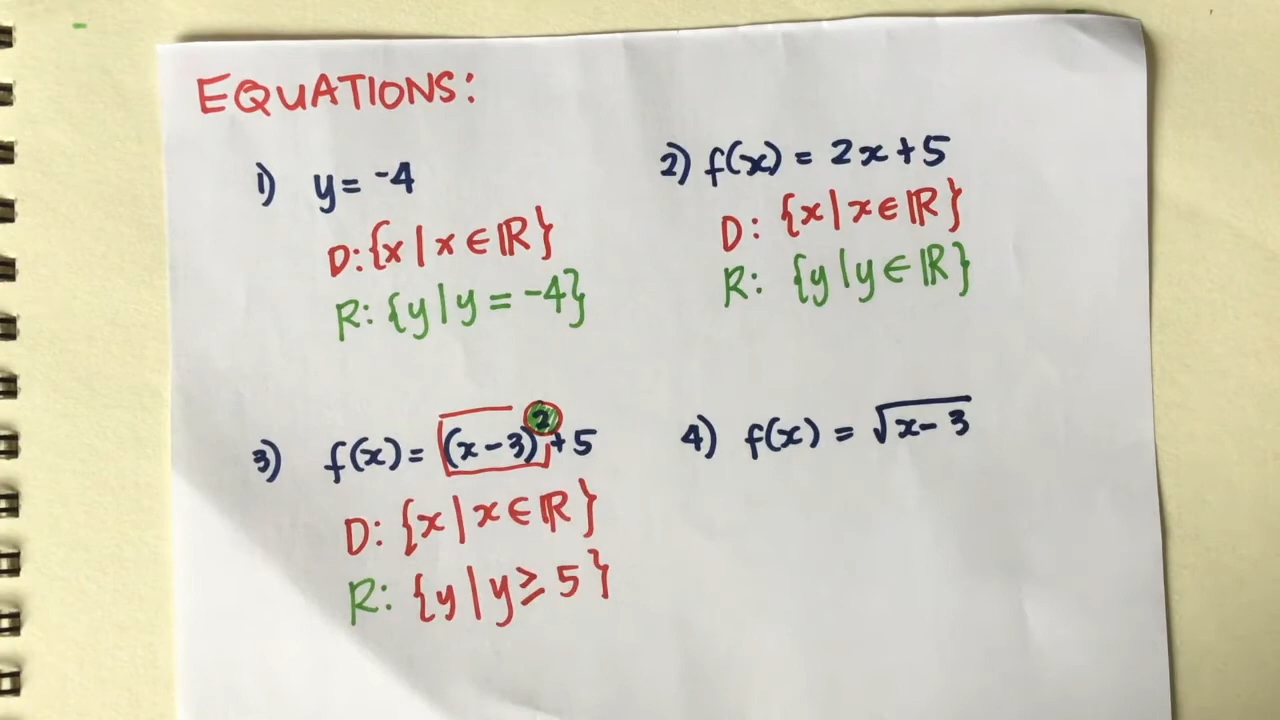 EQUATIONS:
1) y = -4
D: {x | x ∈ ℝ}
R: {y | y = -4}
2) f(x) = 2x + 5
D: {x | x ∈ ℝ}
R: {y | y ∈ ℝ}
3) f(x) = (x - 3)² + 5
D: {x | x ∈ ℝ}
R: {y | y ≥ 5}
4) f(x) = √(x - 3)